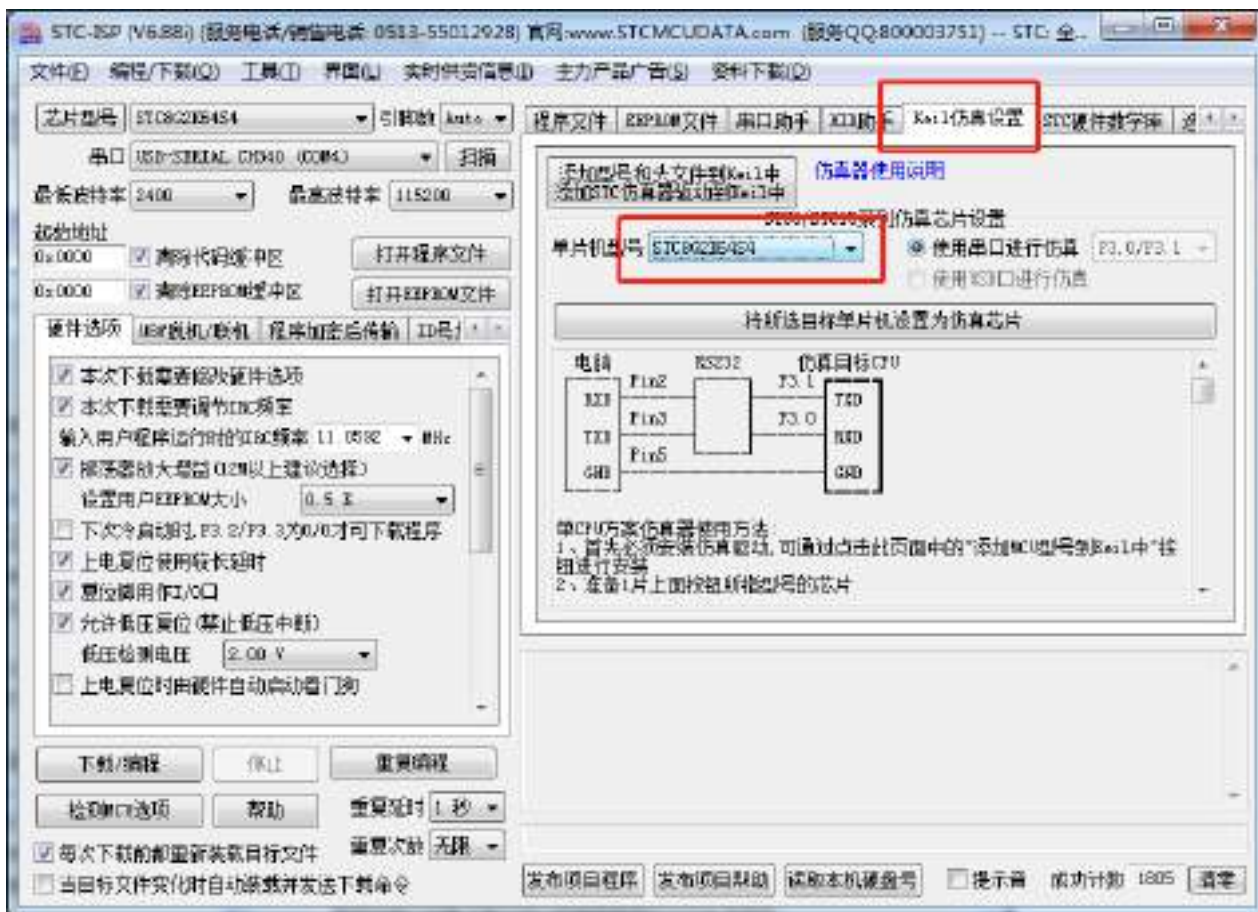 STC-ISP (V6.88i) (服务电话/销售电话: 0513-55012928) 官网:www.STCMCUDATA.com (服务QQ:800003751) -- STC: 全..
文件(F) 编程/下载(Q) 工具(T) 界面(L) 实时供货信息(I) 主力产品广告(S) 资料下载(D)
芯片型号 STC8G2K64S4 引脚数 Auto
串口 USB-SERIAL CH340 (COM4) 扫描
最低波特率 2400 最高波特率 115200
起始地址
0x0000 清除代码缓冲区 打开程序文件
0x0000 清除EEPROM缓冲区 打开EEPROM文件
硬件选项 USB脱机/联机 程序加密后传输 ID号
本次下载需要修改硬件选项
本次下载需要调节IRC频率
输入用户程序运行时的IRC频率 11.0592 MHz
振荡器放大增益(12M以上建议选择)
设置用户EEPROM大小 0.5 K
下次冷启动时,P3.2/P3.3为0/0才可下载程序
上电复位使用较长延时
复位脚用作I/O口
允许低压复位(禁止低压中断)
低压检测电压 2.00 V
上电复位时由硬件自动启动看门狗
下载/编程 停止 重复编程
检测MCU选项 帮助 重复延时 1 秒
每次下载前都重新装载目标文件 重复次数 无限
当目标文件变化时自动装载并发送下载命令
程序文件 EEPROM文件 串口助手 Keil仿真设置 STC硬件数学库
添加型号和头文件到Keil中
添加STC仿真器驱动到Keil中
仿真器使用说明
系列仿真芯片设置
单片机型号 STC8G2K64S4 使用串口进行仿真 P3.0/P3.1
使用USB口进行仿真
将所选目标单片机设置为仿真芯片
电脑 RS232 仿真目标CPU
RXD Pin2 P3.1 TXD
TXD Pin3 P3.0 RXD
GND Pin5 GND
单CPU方案仿真器使用方法:
1、首先必须安装仿真驱动,可通过点击此页面中的"添加MCU型号到Keil中"按
钮进行安装
2、准备1片上面按钮所指型号的芯片
发布项目程序 发布项目帮助 读取本机硬盘号 提示音 成功计数 1805 清零